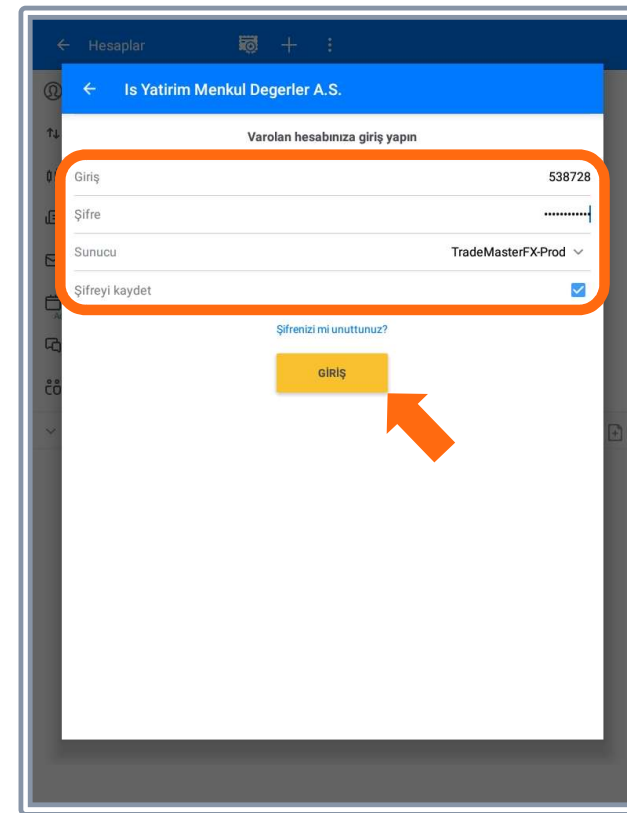 Hesaplar
Is Yatirim Menkul Degerler A.S.
Varolan hesabınıza giriş yapın
Giriş 538728
Şifre ••••••••••••
Sunucu TradeMasterFX-Prod
Şifreyi kaydet
Şifrenizi mi unuttunuz?
GİRİŞ